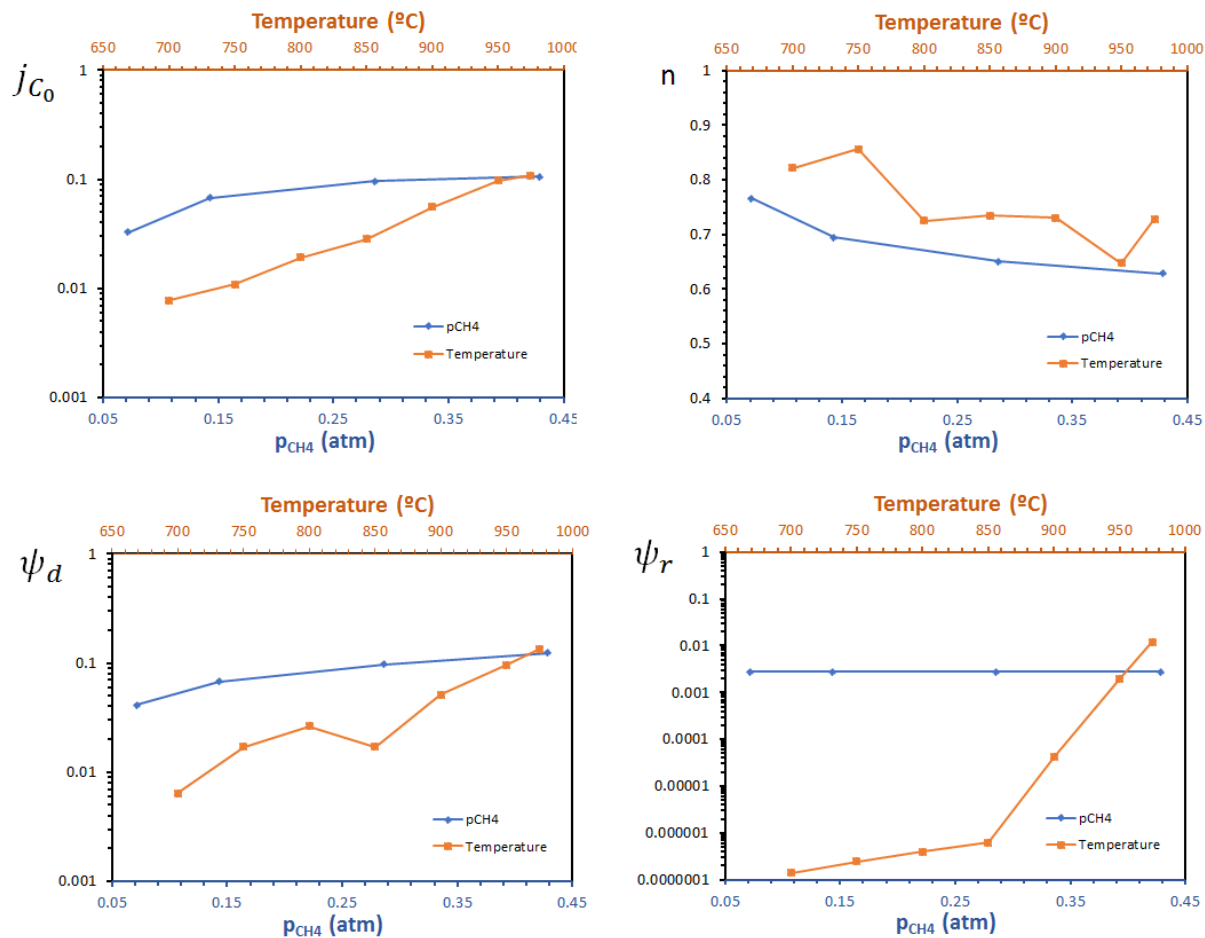 Temperature (ºC)
650 700 750 800 850 900 950 1000
j_{C_0}
1
0.1
0.01
0.001
pCH4
Temperature
0.05 0.15 0.25 0.35 0.45
p_{CH4} (atm)
Temperature (ºC)
650 700 750 800 850 900 950 1000
n
1
0.9
0.8
0.7
0.6
0.5
0.4
pCH4
Temperature
0.05 0.15 0.25 0.35 0.45
p_{CH4} (atm)
Temperature (ºC)
650 700 750 800 850 900 950 1000
ψ_d
1
0.1
0.01
0.001
pCH4
Temperature
0.05 0.15 0.25 0.35 0.45
p_{CH4} (atm)
Temperature (ºC)
650 700 750 800 850 900 950 1000
ψ_r
1
0.1
0.01
0.001
0.0001
0.00001
0.000001
0.0000001
pCH4
Temperature
0.05 0.15 0.25 0.35 0.45
p_{CH4} (atm)